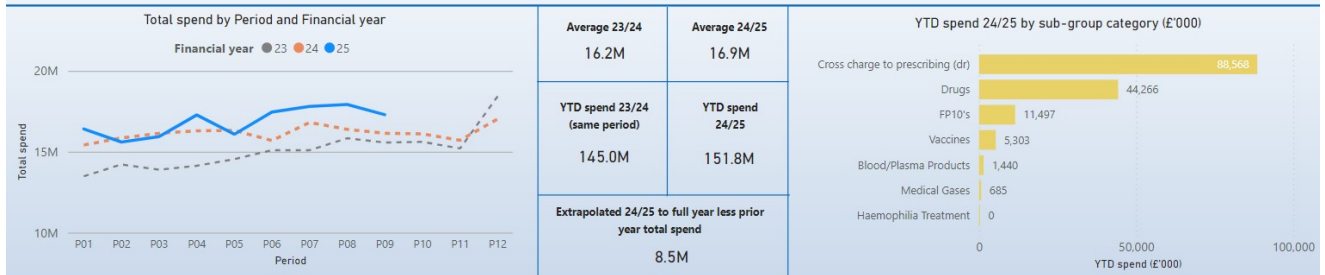 Total spend by Period and Financial year
Financial year 23 24 25
Total spend
20M
15M
10M
P01 P02 P03 P04 P05 P06 P07 P08 P09 P10 P11 P12
Period
Average 23/24
16.2M
Average 24/25
16.9M
YTD spend 23/24
(same period)
145.0M
YTD spend
24/25
151.8M
Extrapolated 24/25 to full year less prior
year total spend
8.5M
YTD spend 24/25 by sub-group category (£'000)
Cross charge to prescribing (dr) 88,568
Drugs 44,266
FP10's 11,497
Vaccines 5,303
Blood/Plasma Products 1,440
Medical Gases 685
Haemophilia Treatment 0
0 50,000 100,000
YTD spend (£'000)